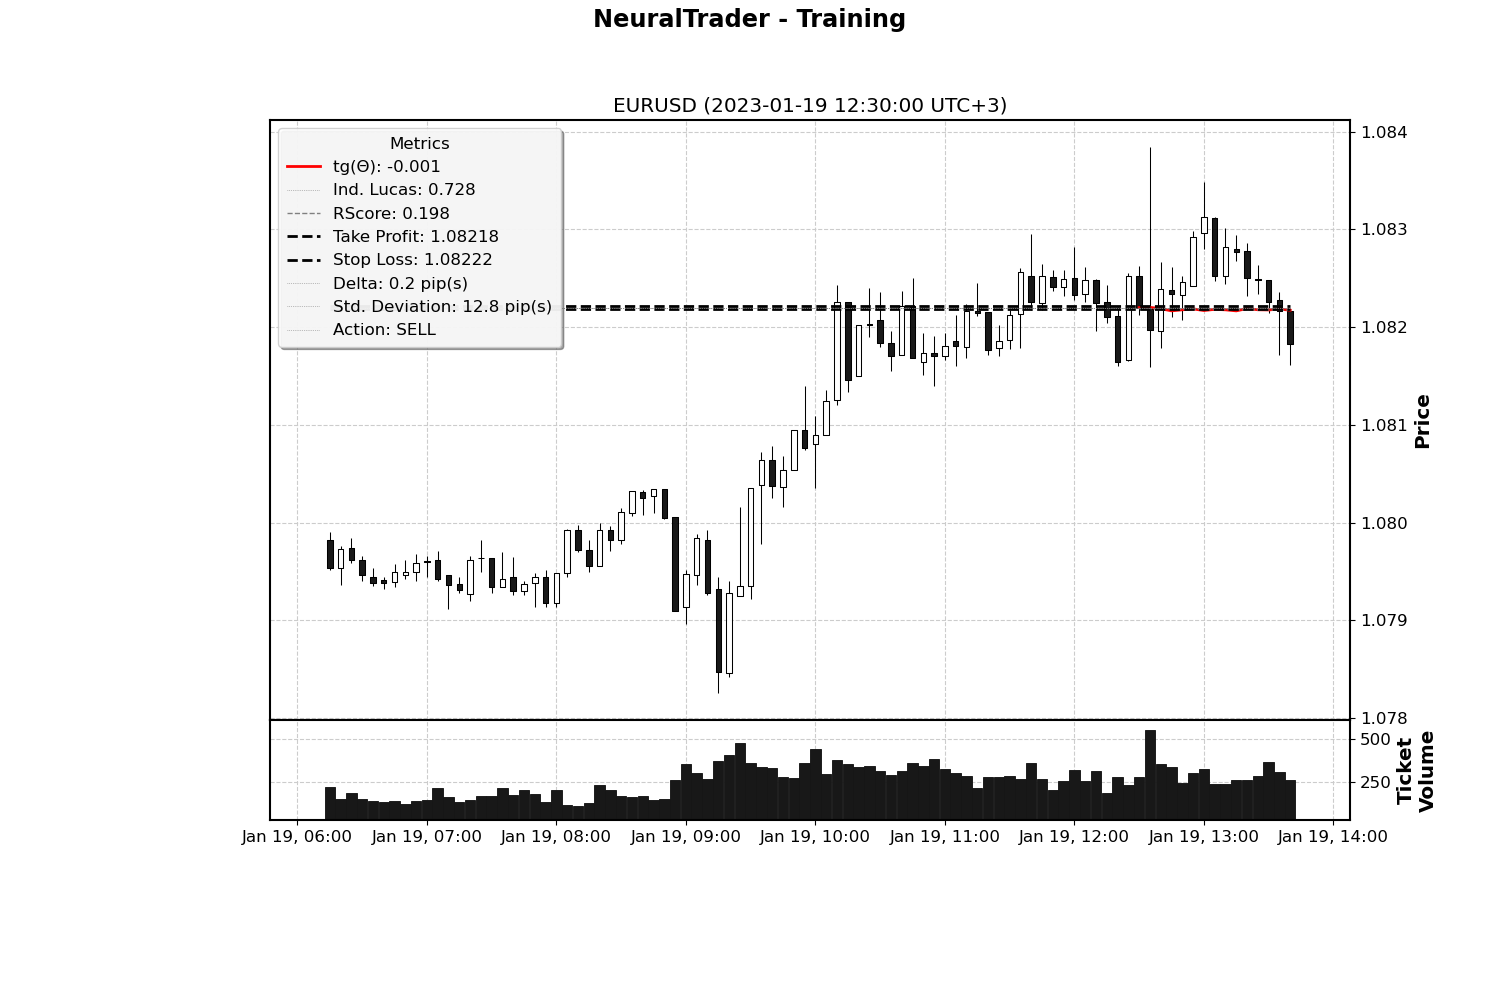 NeuralTrader - Training
EURUSD (2023-01-19 12:30:00 UTC+3)
Metrics
tg(Θ): -0.001
Ind. Lucas: 0.728
RScore: 0.198
Take Profit: 1.08218
Stop Loss: 1.08222
Delta: 0.2 pip(s)
Std. Deviation: 12.8 pip(s)
Action: SELL
1.084
1.083
1.082
1.081
1.080
1.079
1.078
Price
500
250
Ticket
Volume
Jan 19, 06:00
Jan 19, 07:00
Jan 19, 08:00
Jan 19, 09:00
Jan 19, 10:00
Jan 19, 11:00
Jan 19, 12:00
Jan 19, 13:00
Jan 19, 14:00